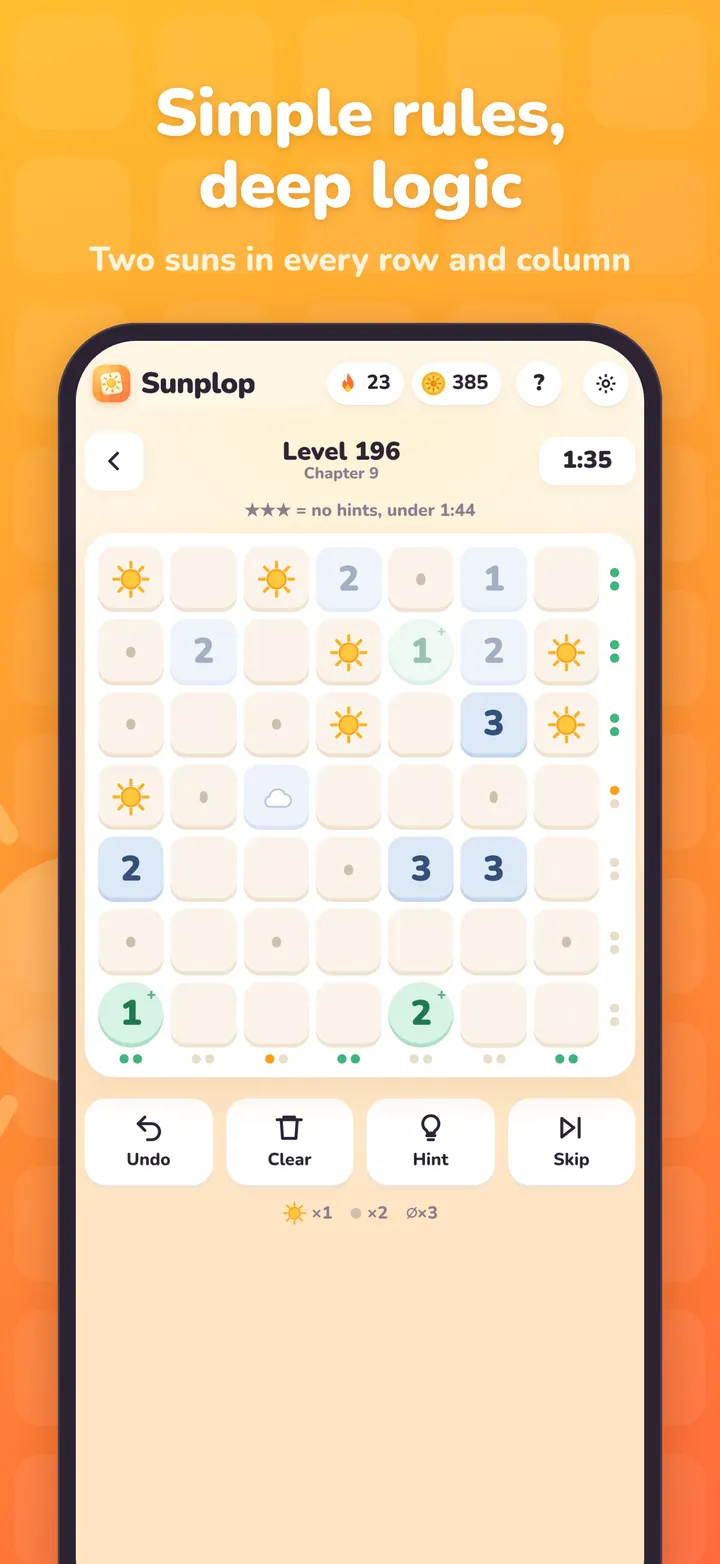 Simple rules,
deep logic
Two suns in every row and column
Sunplop
23
385
?
Level 196
Chapter 9
1:35
★★★ = no hints, under 1:44
2 1
2 1+ 2
3
2 3 3
1+ 2+
Undo
Clear
Hint
Skip
×1 ×2 ∅×3